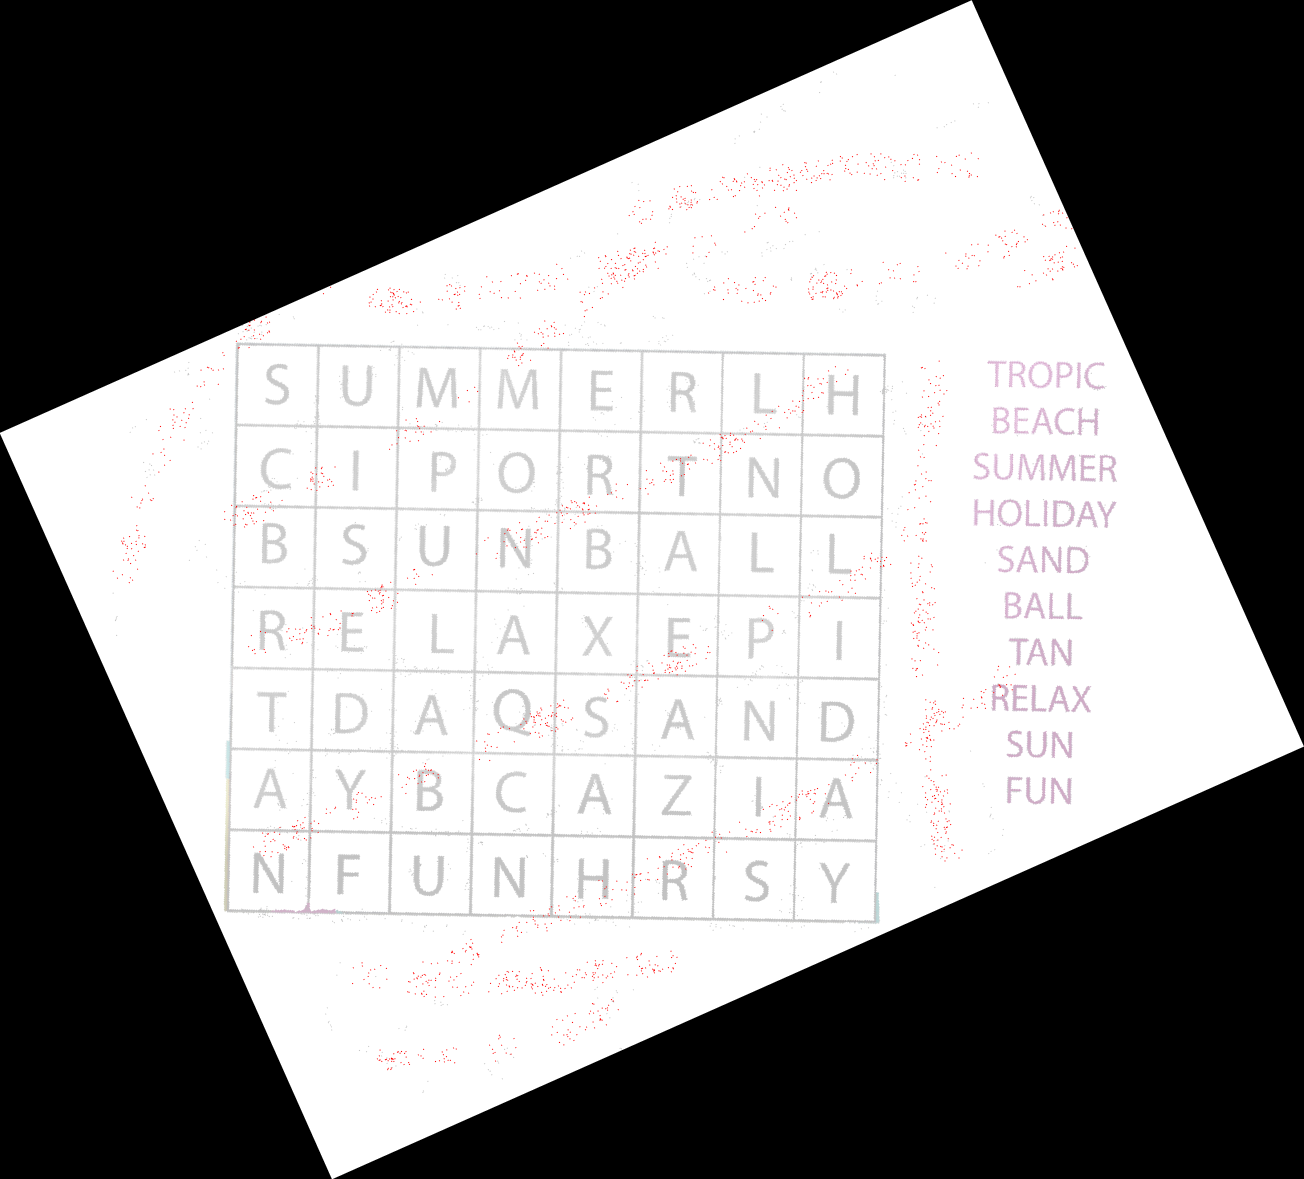 S U M M E R L H
C I P O R T N O
B S U N B A L L
R E L A X E P I
T D A Q S A N D
A Y B C A Z I A
N F U N H R S Y
TROPIC
BEACH
SUMMER
HOLIDAY
SAND
BALL
TAN
RELAX
SUN
FUN